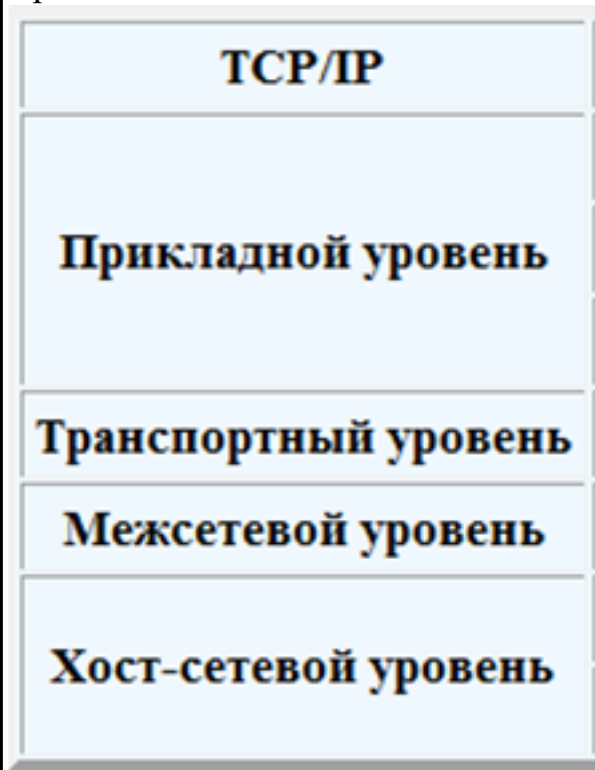 TCP/IP
Прикладной уровень
Транспортный уровень
Межсетевой уровень
Хост-сетевой уровень